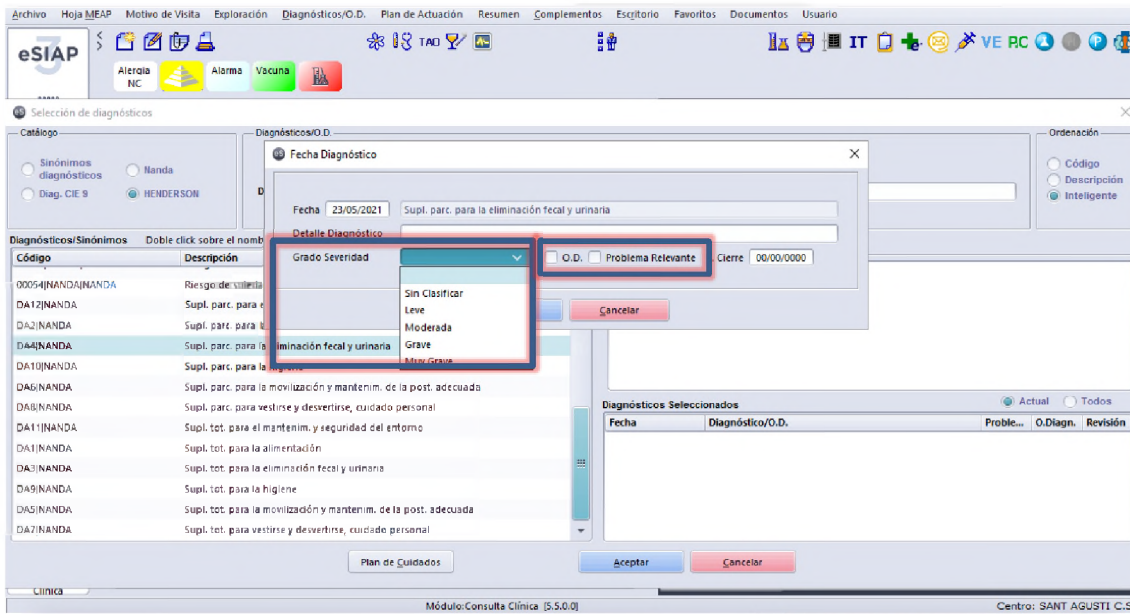 Archivo Hoja MEAP Motivo de Visita Exploración Diagnósticos/O.D. Plan de Actuación Resumen Complementos Escritorio Favoritos Documentos Usuario
eSIAP
TAO IT VE P.C
Alergia NC Alarma Vacuna
Selección de diagnósticos
Catálogo Diagnósticos/O.D. Ordenación
Fecha Diagnóstico
Sinónimos diagnósticos Nanda Código
Descripción
Diag. CIE 9 HENDERSON D Inteligente
Fecha 23/05/2021 Supl. parc. para la eliminación fecal y urinaria
Detalle Diagnóstico
Diagnósticos/Sinónimos Doble click sobre el nomb
Grado Severidad O.D. Problema Relevante Cierre 00/00/0000
Código Descripción
Sin Clasificar
Leve
Moderada
Grave
Muy Grave
Cancelar
00054|NANDA|NANDA Riesgo de
DA12|NANDA Supl. parc. para e
DA2|NANDA Supl. parc. para
DA4|NANDA Supl. parc. para la eliminación fecal y urinaria
DA10|NANDA Supl. parc. para la
DA6|NANDA Supl. parc. para la movilización y mantenim. de la post. adecuada
DA8|NANDA Supl. parc. para vestirse y desvertirse, cuidado personal
DA11|NANDA Supl. tot. para el mantenim. y seguridad del entorno
DA1|NANDA Supl. tot. para la alimentación
DA3|NANDA Supl. tot. para la eliminación fecal y urinaria
DA9|NANDA Supl. tot. para la higiene
DA5|NANDA Supl. tot. para la movilización y mantenim. de la post. adecuada
DA7|NANDA Supl. tot. para vestirse y desvertirse, cuidado personal
Diagnósticos Seleccionados Actual Todos
Fecha Diagnóstico/O.D. Proble... O.Diagn. Revisión
Plan de Cuidados Aceptar Cancelar
Clínica
Módulo:Consulta Clínica [5.5.0.0] Centro: SANT AGUSTI C.S